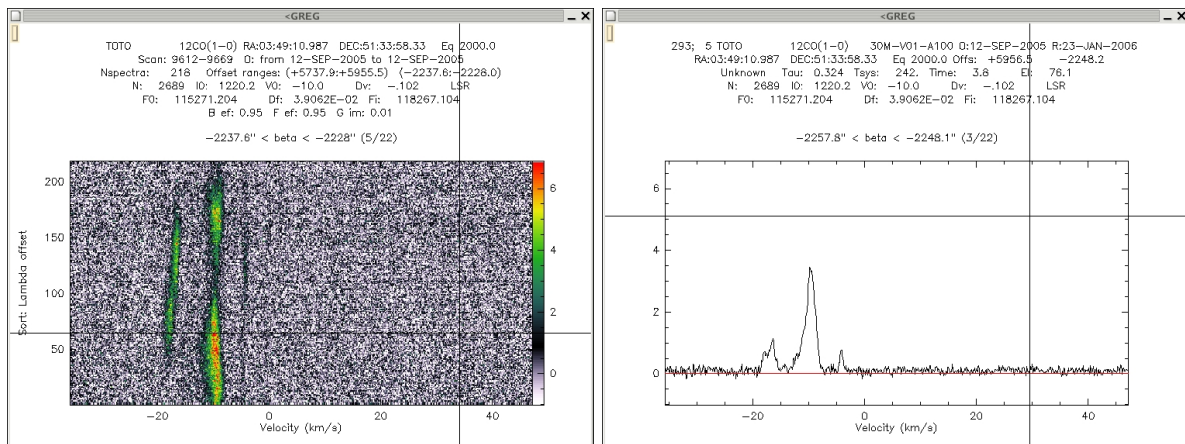 <GREG
TOTO 12CO(1-0) RA:03:49:10.987 DEC:51:33:58.33 Eq 2000.0
Scan: 9612-9669 O: from 12-SEP-2005 to 12-SEP-2005
Nspectra: 218 Offset ranges: (+5737.9:+5955.5) (-2237.6:-2228.0)
N: 2689 I0: 1220.2 V0: -10.0 Dv: -.102 LSR
F0: 115271.204 Df: 3.9062E-02 Fi: 118267.104
B ef: 0.95 F ef: 0.95 G im: 0.01
-2237.6" < beta < -2228" (5/22)
200
150
100
50
Sort: Lambda offset
6
4
2
0
-20 0 20 40
Velocity (km/s)
<GREG
293; 5 TOTO 12CO(1-0) 30M-V01-A100 O:12-SEP-2005 R:23-JAN-2006
RA:03:49:10.987 DEC:51:33:58.33 Eq 2000.0 Offs: +5956.5 -2248.2
Unknown Tau: 0.324 Tsys: 242. Time: 3.8 El: 76.1
N: 2689 I0: 1220.2 V0: -10.0 Dv: -.102 LSR
F0: 115271.204 Df: 3.9062E-02 Fi: 118267.104
-2257.8" < beta < -2248.1" (3/22)
6
4
2
0
-20 0 20 40
Velocity (km/s)